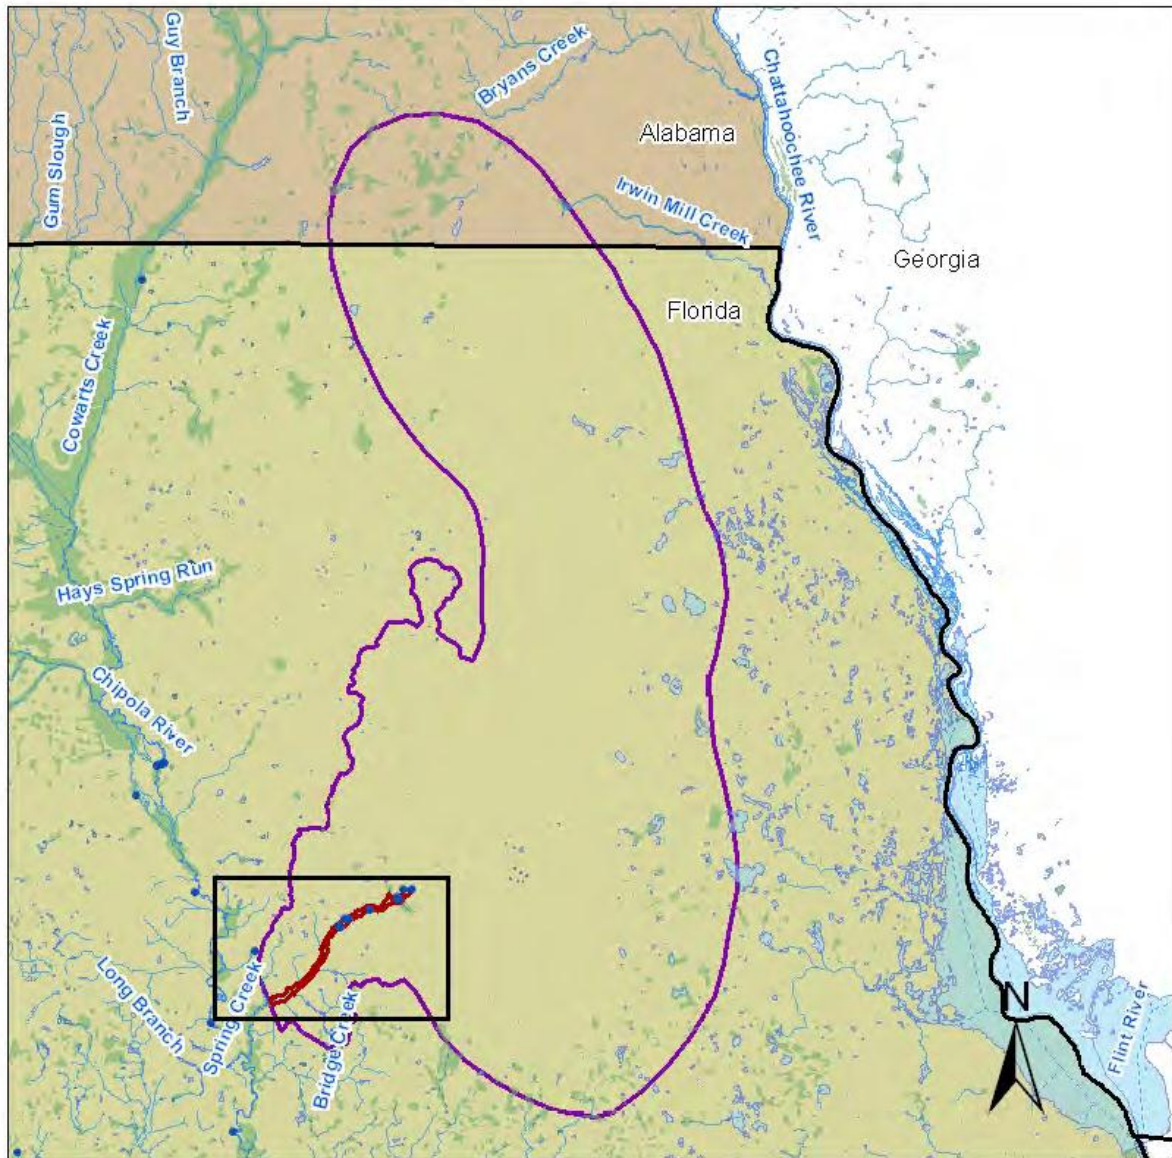 Guy Branch
Bryans Creek
Gum Slough
Alabama
Chattahoochee River
Irwin Mill Creek
Georgia
Florida
Cowarts Creek
Hays Spring Run
Chipola River
Long Branch
Spring Creek
Bridge Creek
N
Flint River